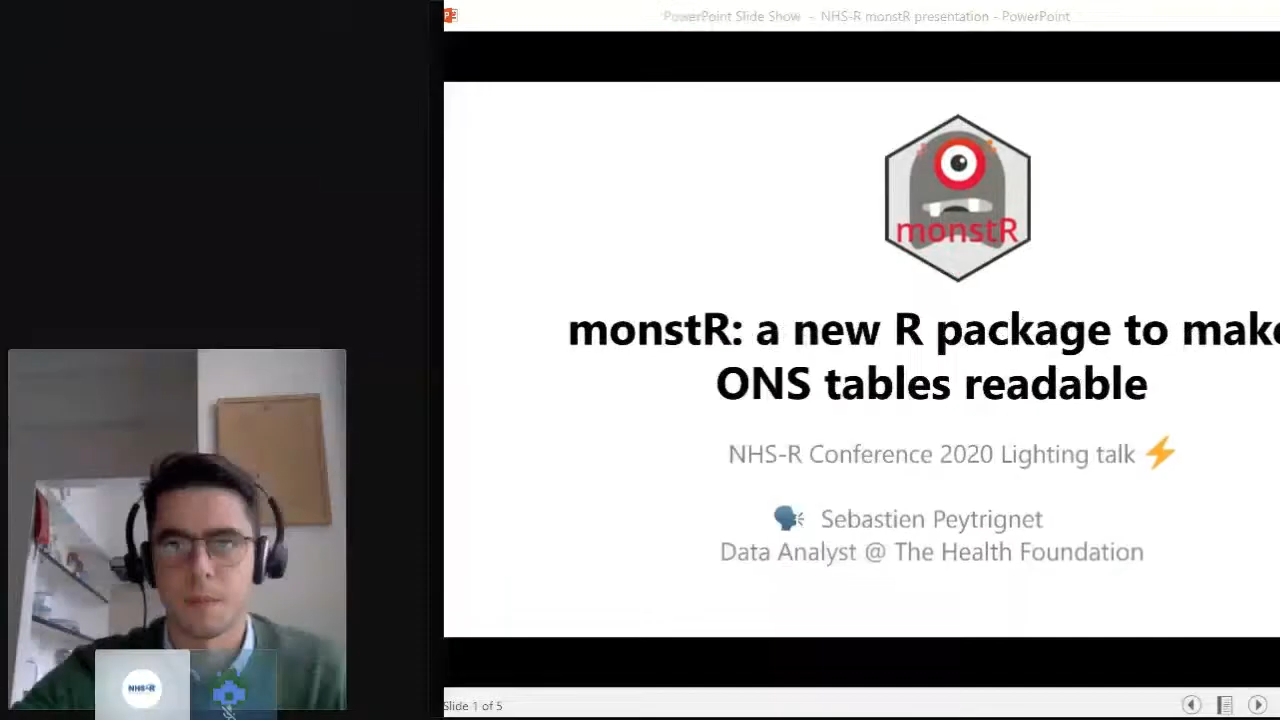 PowerPoint Slide Show - NHS-R monstR presentation - PowerPoint
monstR
monstR: a new R package to make
ONS tables readable
NHS-R Conference 2020 Lighting talk
Sebastien Peytrignet
Data Analyst @ The Health Foundation
NHS-R
Slide 1 of 5